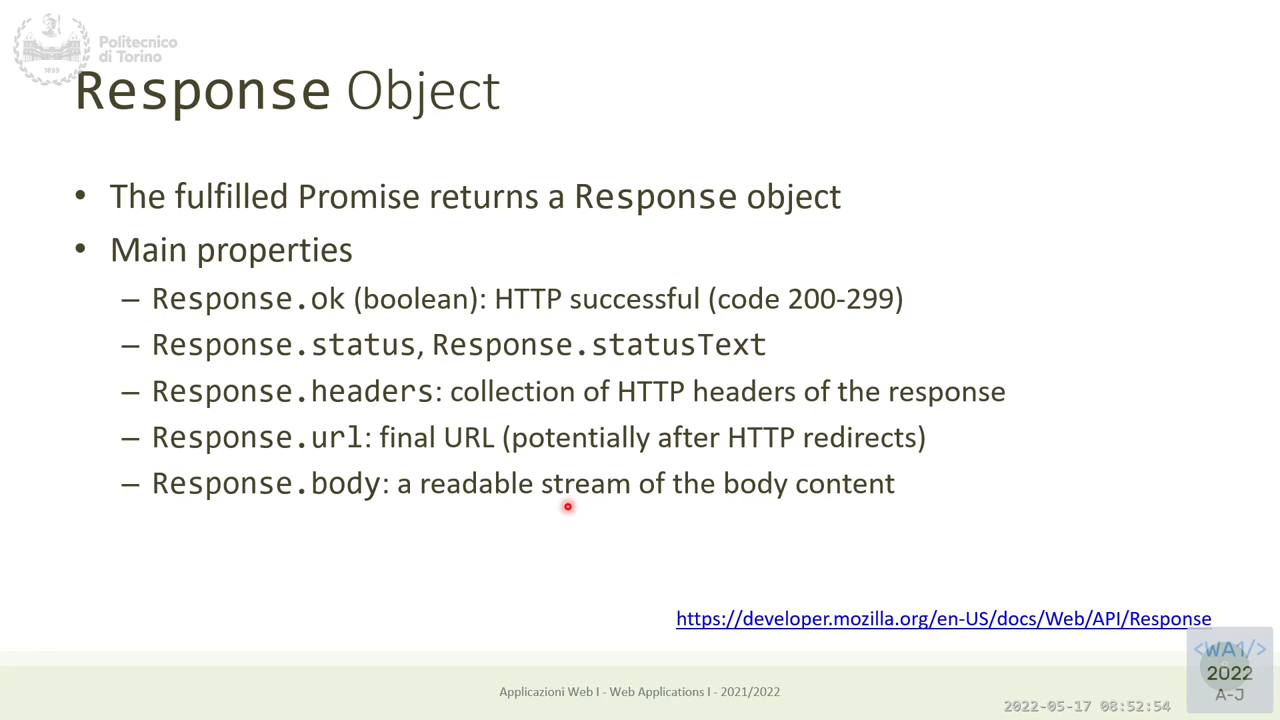 Politecnico
di Torino
1859
Response Object
• The fulfilled Promise returns a Response object
• Main properties
– Response.ok (boolean): HTTP successful (code 200-299)
– Response.status, Response.statusText
– Response.headers: collection of HTTP headers of the response
– Response.url: final URL (potentially after HTTP redirects)
– Response.body: a readable stream of the body content
https://developer.mozilla.org/en-US/docs/Web/API/Response
Applicazioni Web I - Web Applications I - 2021/2022
2022-05-17 08:52:54
<WA1/>
2022
A-J